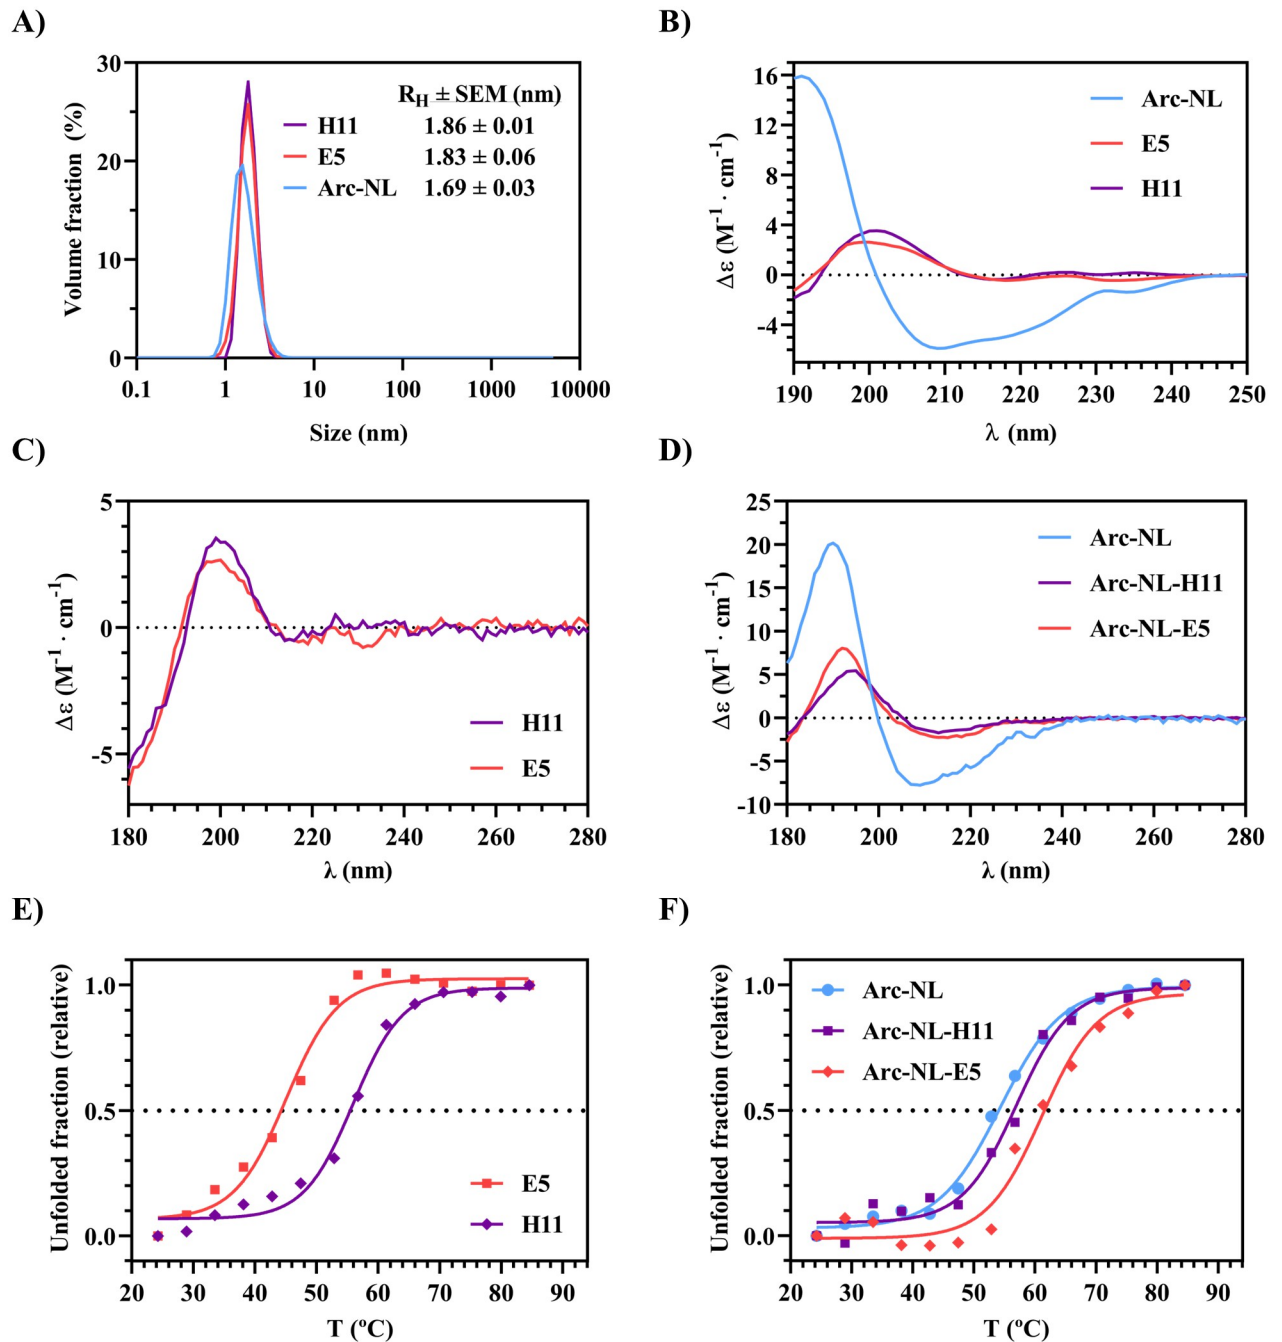 A)
Volume fraction (%)
30
20
10
0
R_H ± SEM (nm)
H11 1.86 ± 0.01
E5 1.83 ± 0.06
Arc-NL 1.69 ± 0.03
0.1 1 10 100 1000 10000
Size (nm)
B)
Δε (M⁻¹ · cm⁻¹)
16
12
8
4
0
-4
Arc-NL
E5
H11
190 200 210 220 230 240 250
λ (nm)
C)
Δε (M⁻¹ · cm⁻¹)
5
0
-5
H11
E5
180 200 220 240 260 280
λ (nm)
D)
Δε (M⁻¹ · cm⁻¹)
25
20
15
10
5
0
-5
-10
Arc-NL
Arc-NL-H11
Arc-NL-E5
180 200 220 240 260 280
λ (nm)
E)
Unfolded fraction (relative)
1.0
0.5
0.0
E5
H11
20 30 40 50 60 70 80 90
T (ºC)
F)
Unfolded fraction (relative)
1.0
0.5
0.0
Arc-NL
Arc-NL-H11
Arc-NL-E5
20 30 40 50 60 70 80 90
T (ºC)